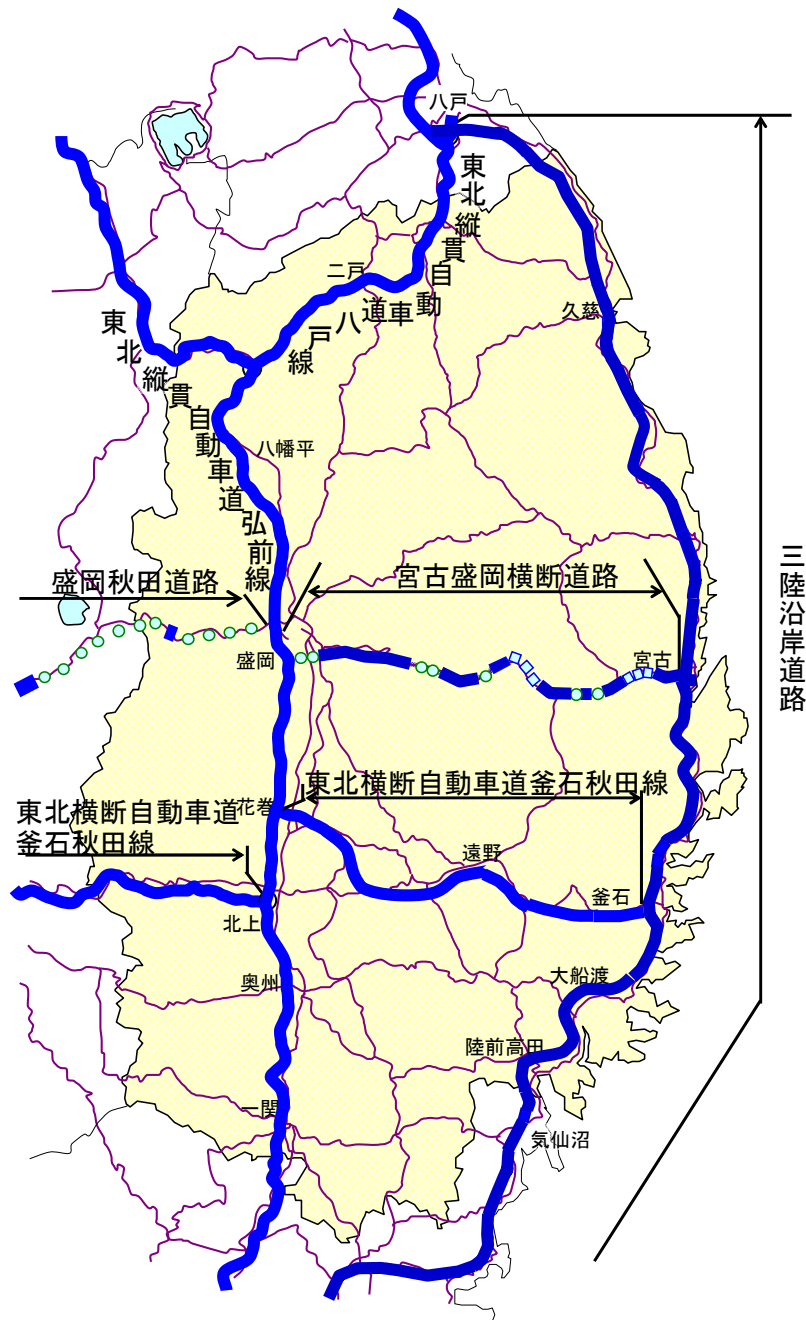 八戸
東北縦貫自動車道八戸線
二戸
久慈
東北縦貫自動車道弘前線
八幡平
盛岡秋田道路
宮古盛岡横断道路
三陸沿岸道路
盛岡
宮古
東北横断自動車道釜石秋田線
花巻
東北横断自動車道
釜石秋田線
遠野
釜石
北上
大船渡
奥州
陸前高田
一関
気仙沼